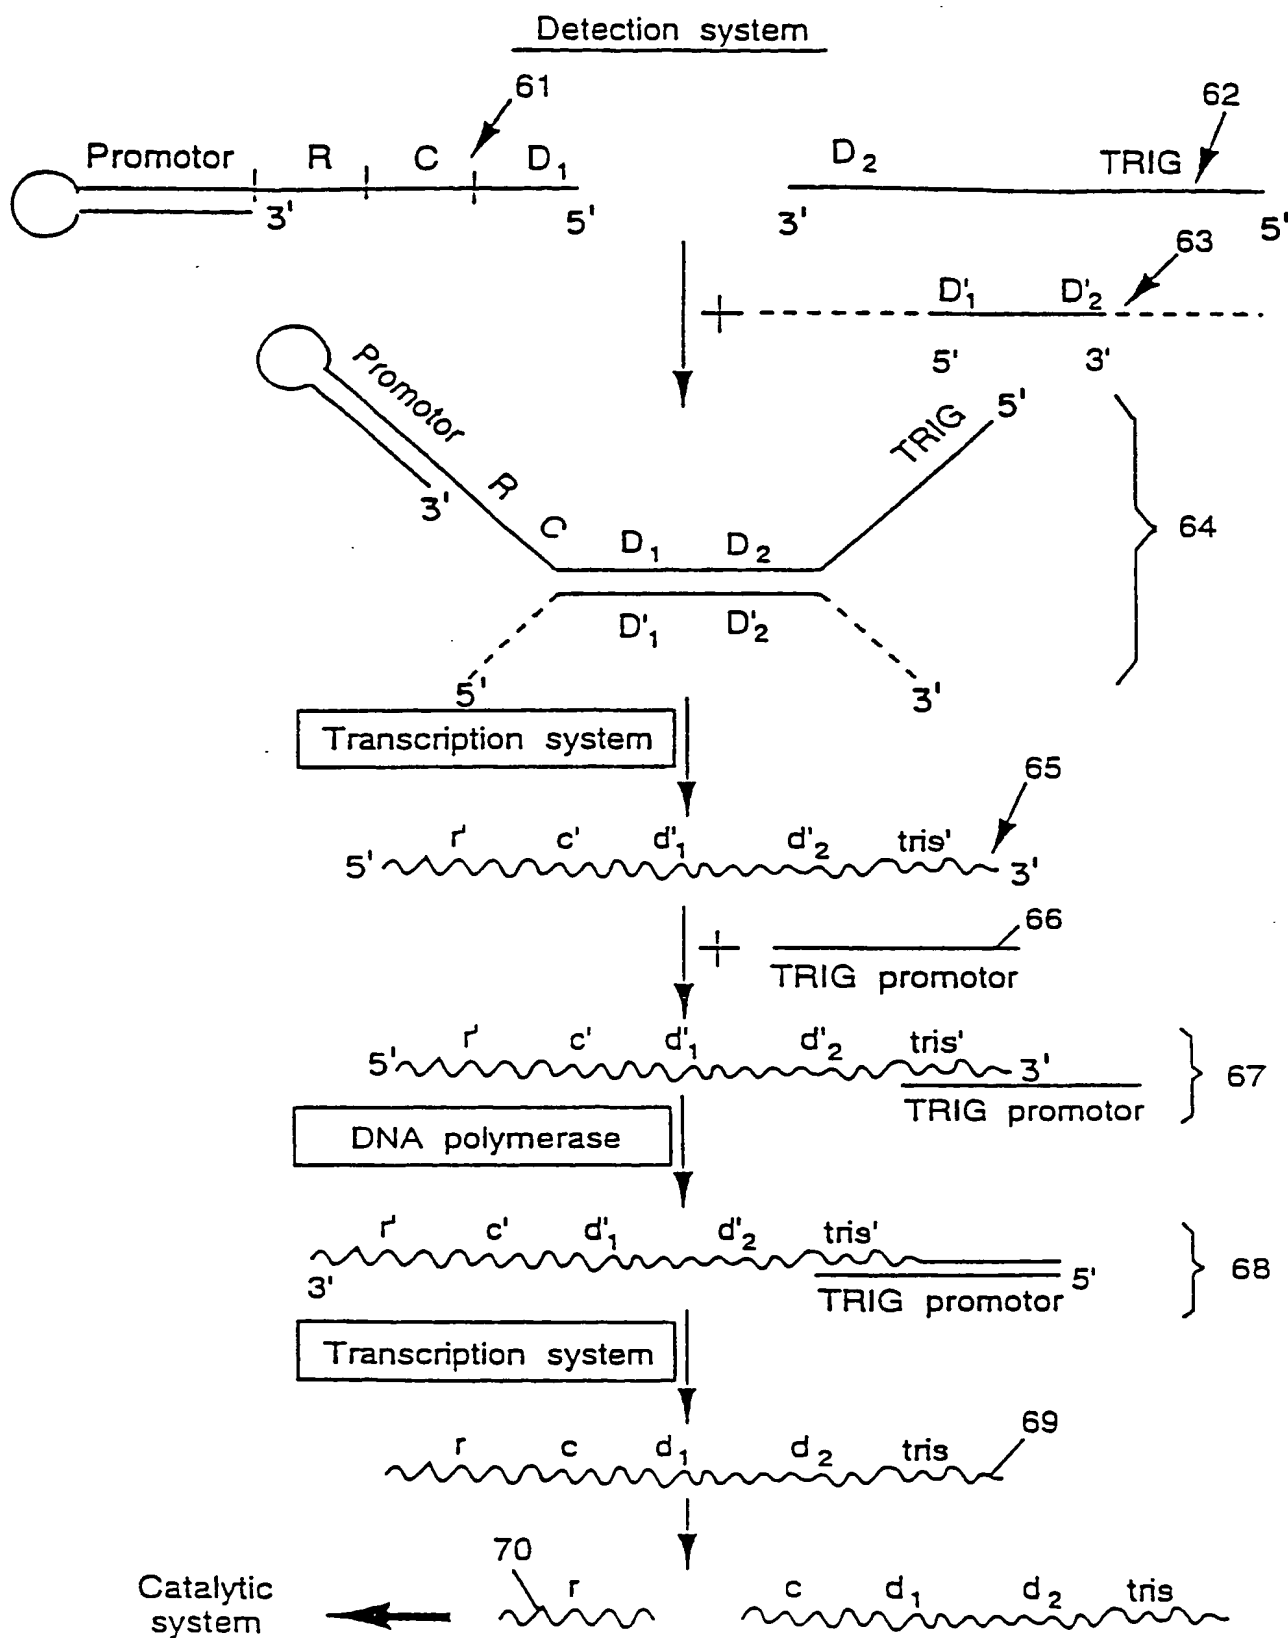 Detection system
61
62
Promotor R C D1 D2 TRIG
3' 5' 3' 5'
63
D'1 D'2
+
5' 3'
Promotor R C
3'
TRIG 5'
64
D1 D2
D'1 D'2
5' 3'
Transcription system
65
r' c' d'1 d'2 tris'
5' 3'
66
+
TRIG promotor
r' c' d'1 d'2 tris'
5' 3'
67
TRIG promotor
DNA polymerase
r' c' d'1 d'2 tris'
3' 5'
68
TRIG promotor
Transcription system
69
r c d1 d2 tris
70
Catalytic
system
r c d1 d2 tris